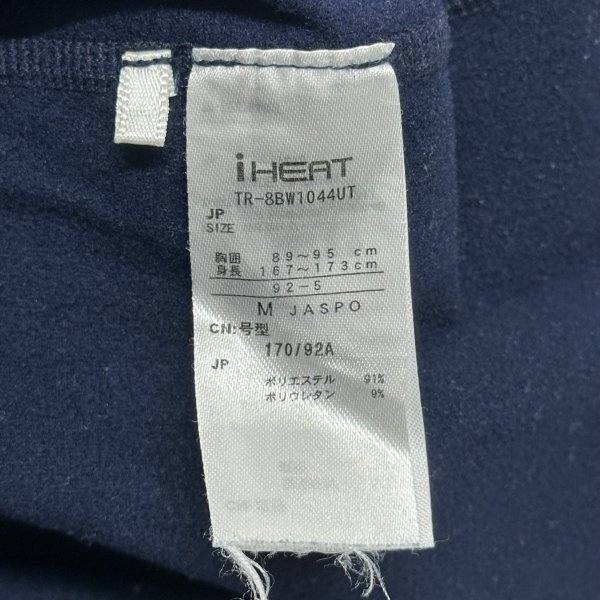 iHEAT
TR-8BW1044UT
JP
SIZE
胸囲 89～95 cm
身長 167～173cm
92-5
M JASPO
CN:号型
170/92A
JP
ポリエステル 91%
ポリウレタン 9%